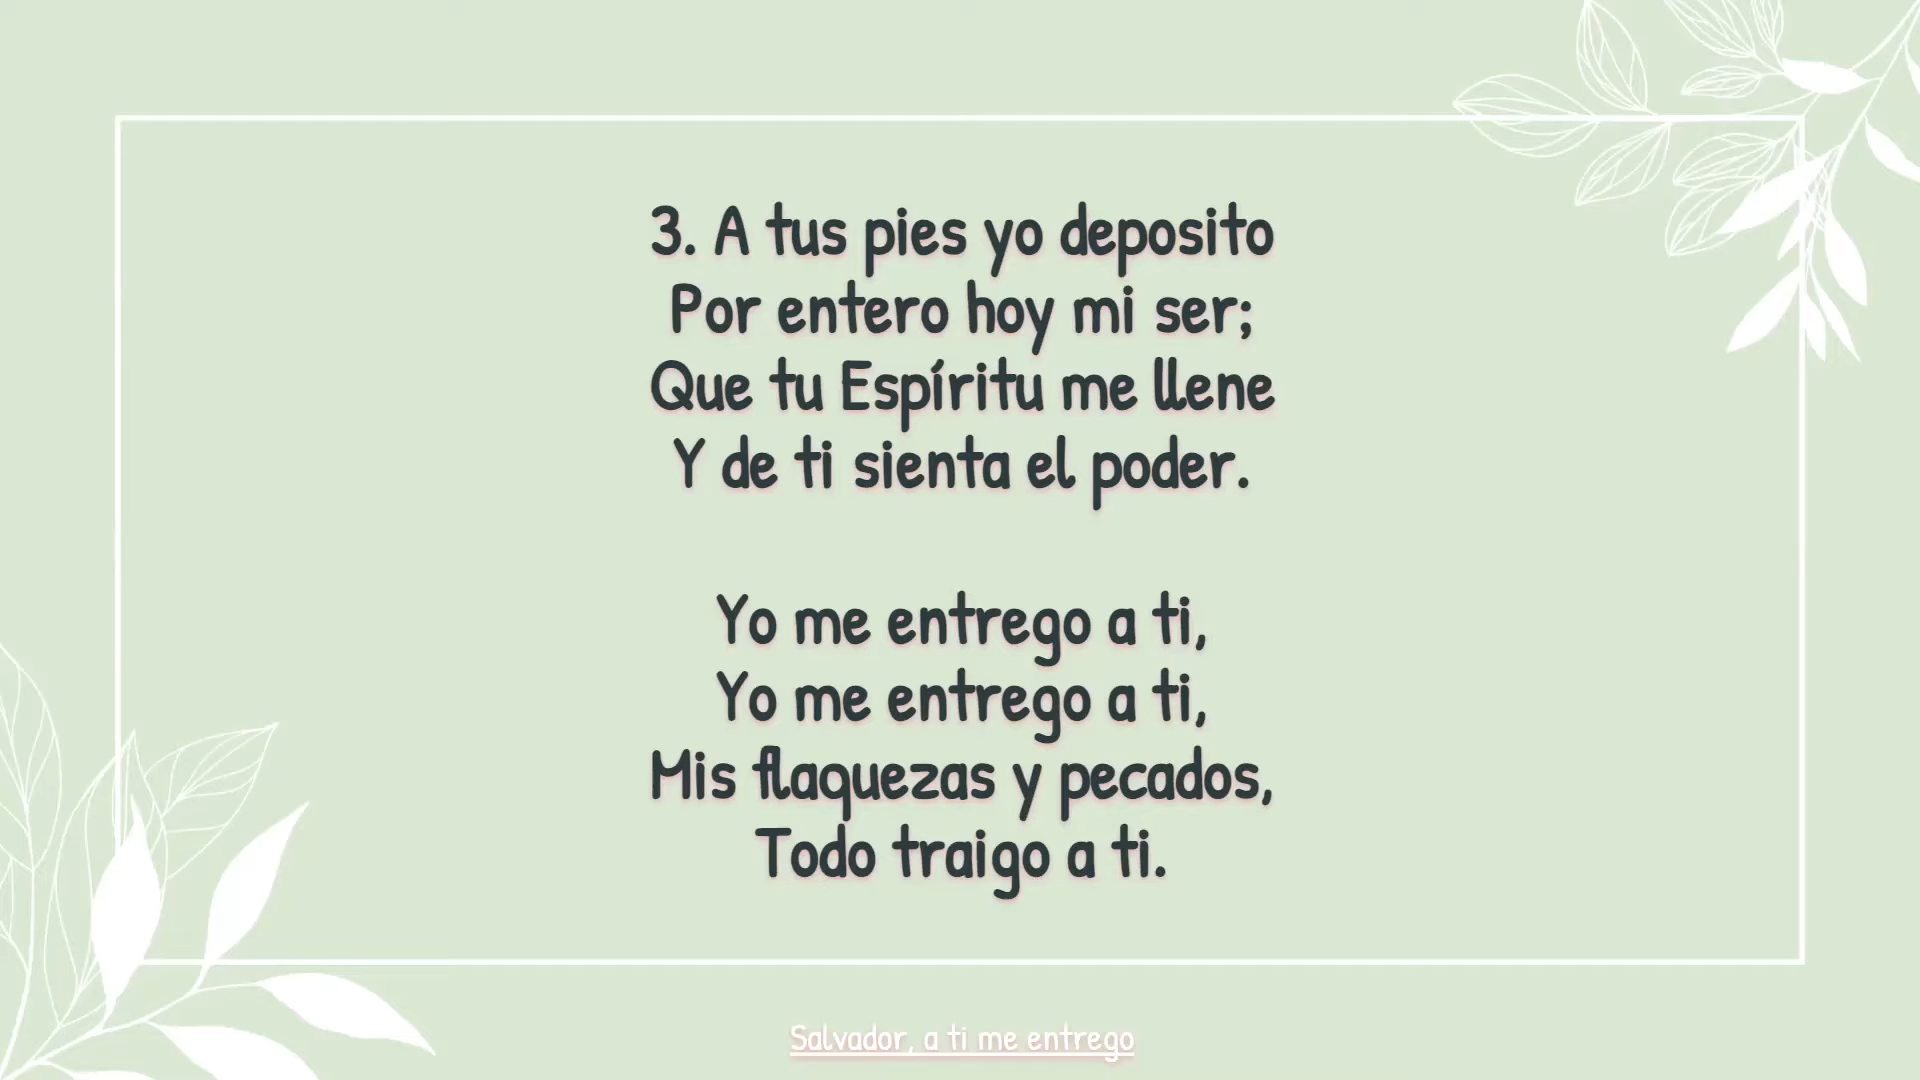 3. A tus pies yo deposito
Por entero hoy mi ser;
Que tu Espíritu me llene
Y de ti sienta el poder.
Yo me entrego a ti,
Yo me entrego a ti,
Mis flaquezas y pecados,
Todo traigo a ti.
Salvador, a ti me entrego